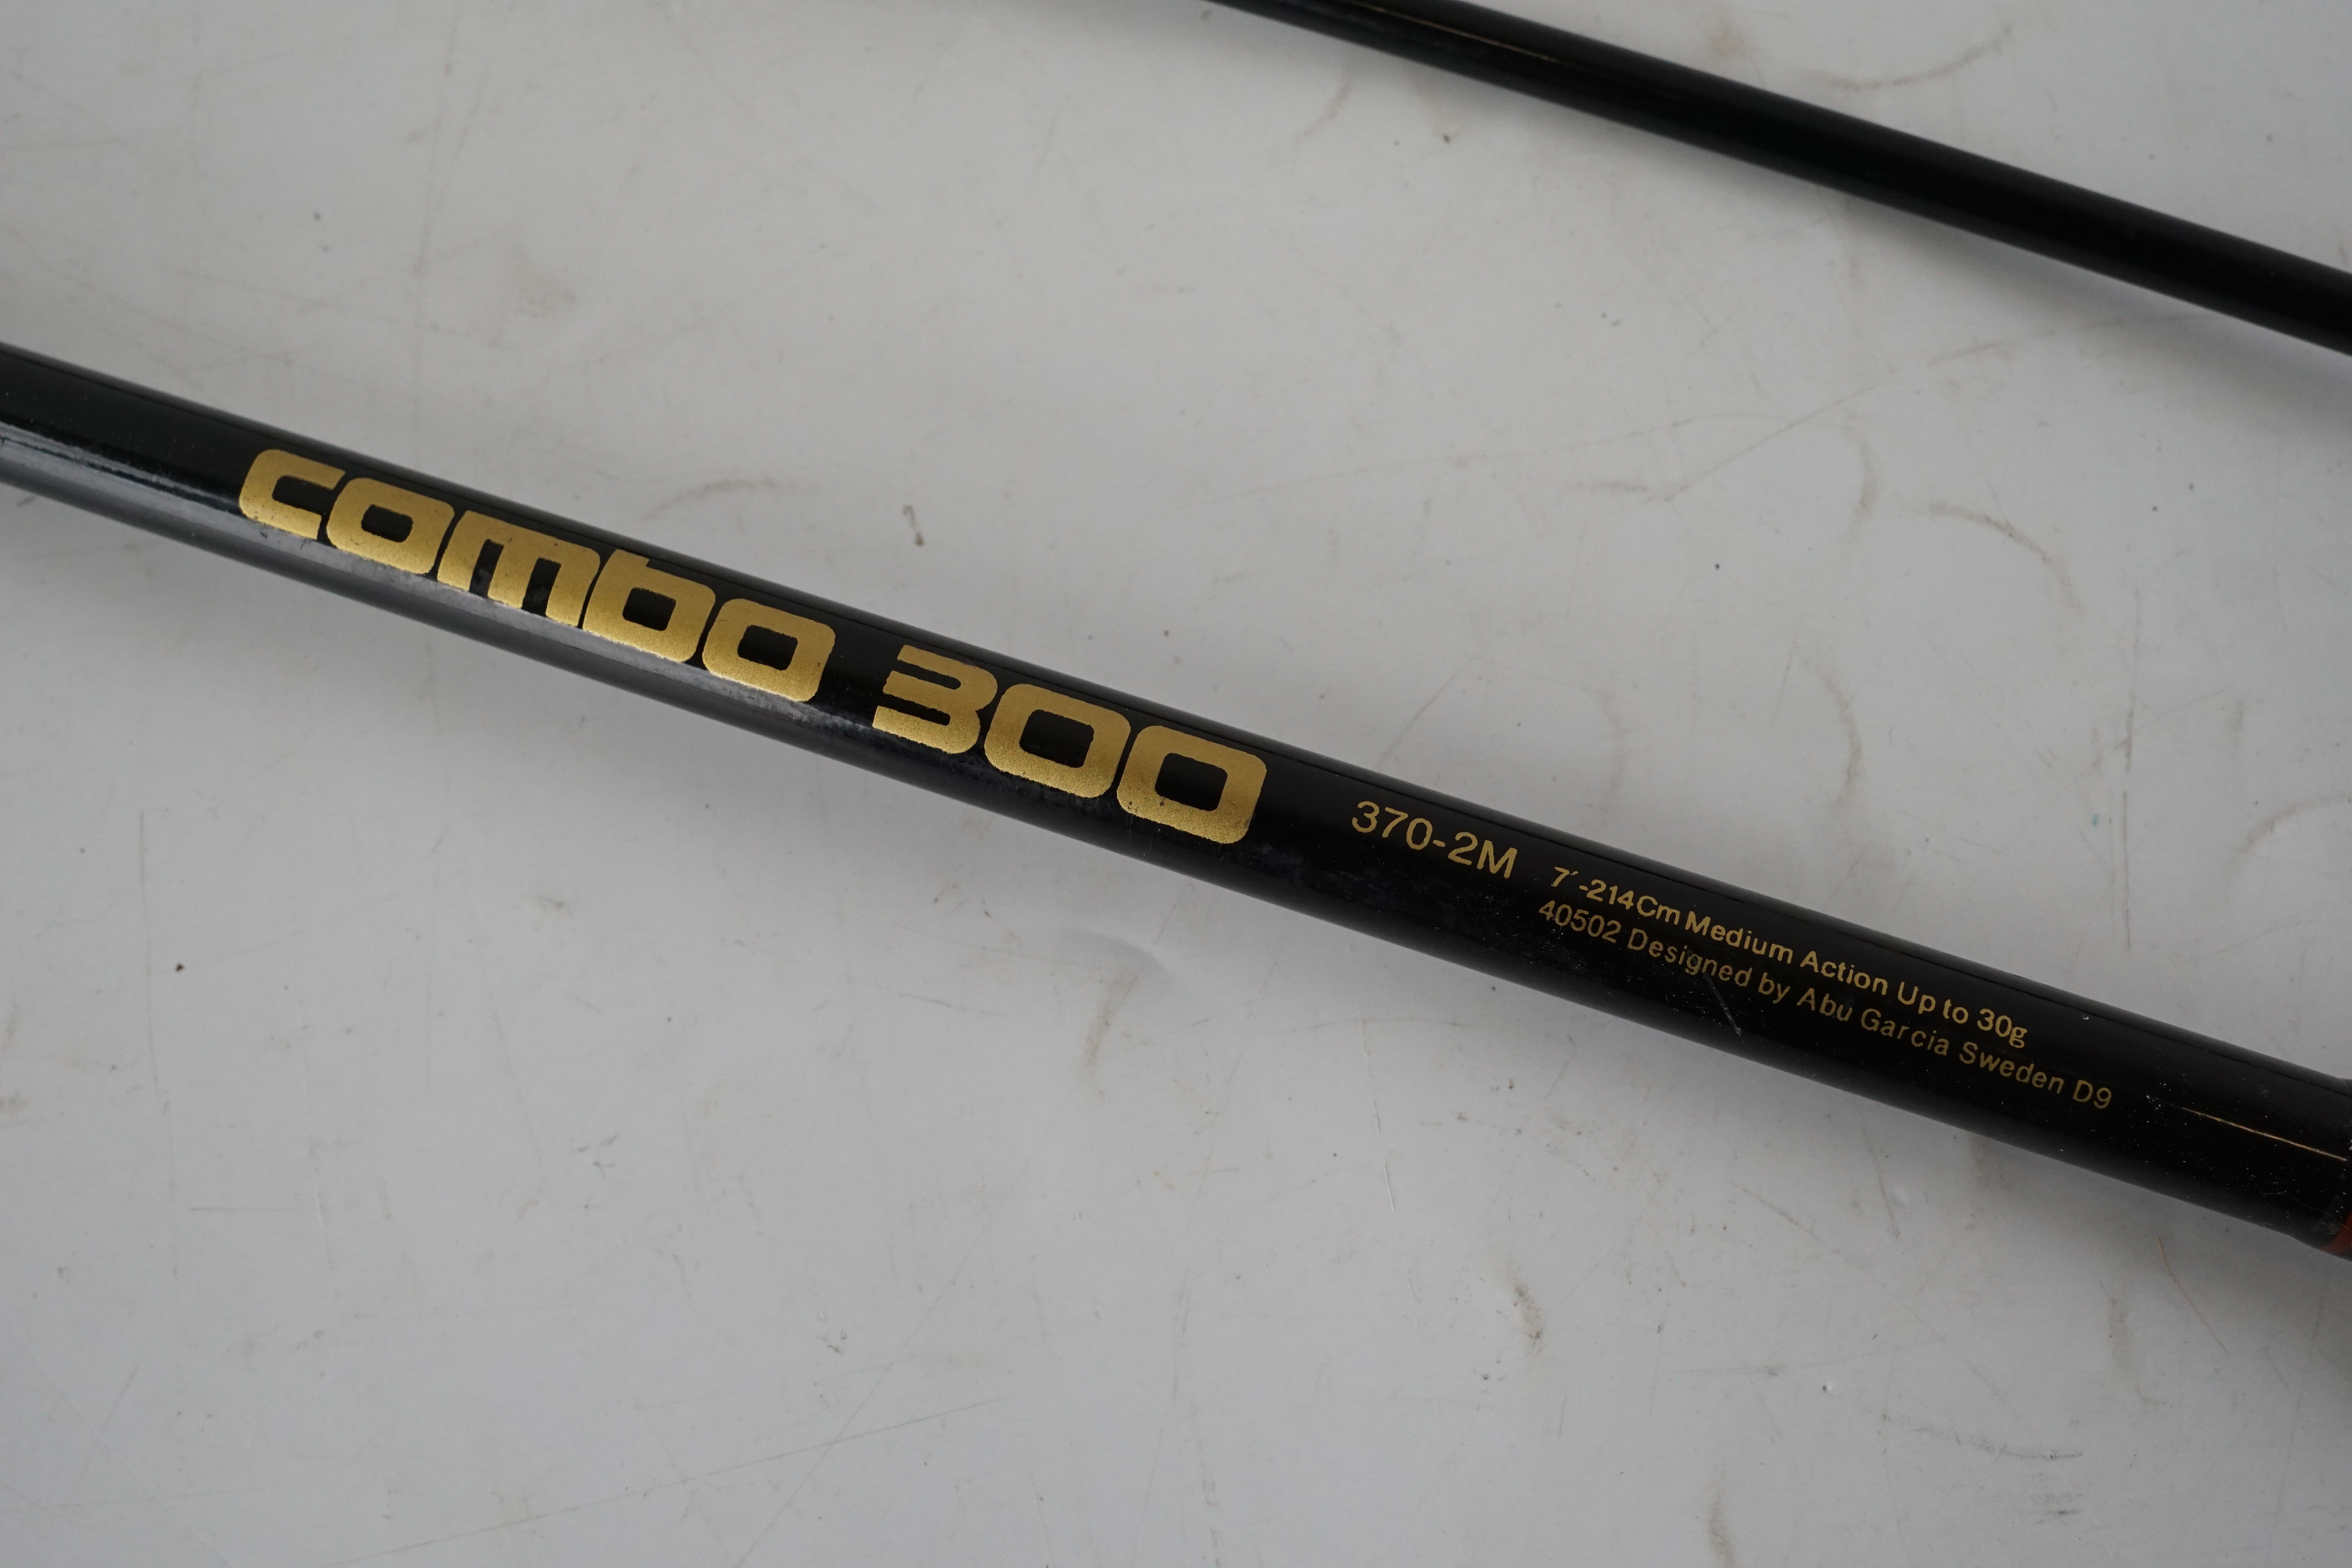 combo 300 370-2M
7'-214Cm Medium Action Up to 30g
40502 Designed by Abu Garcia Sweden D9